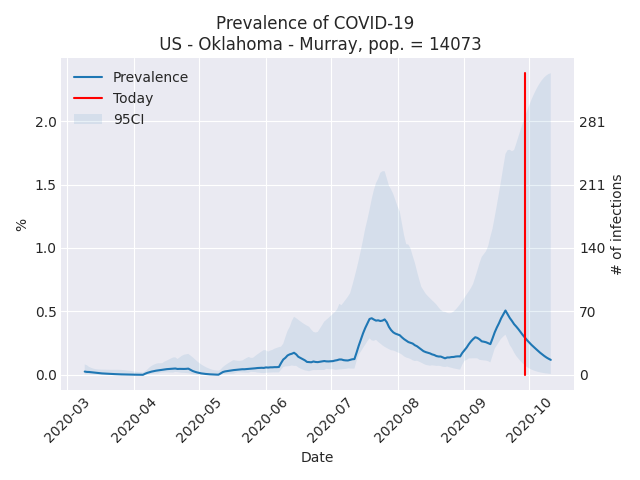 Prevalence of COVID-19
US - Oklahoma - Murray, pop. = 14073
Prevalence
Today
95CI
%
2.0
1.5
1.0
0.5
0.0
281
211
140
70
0
# of infections
2020-03
2020-04
2020-05
2020-06
2020-07
2020-08
2020-09
2020-10
Date